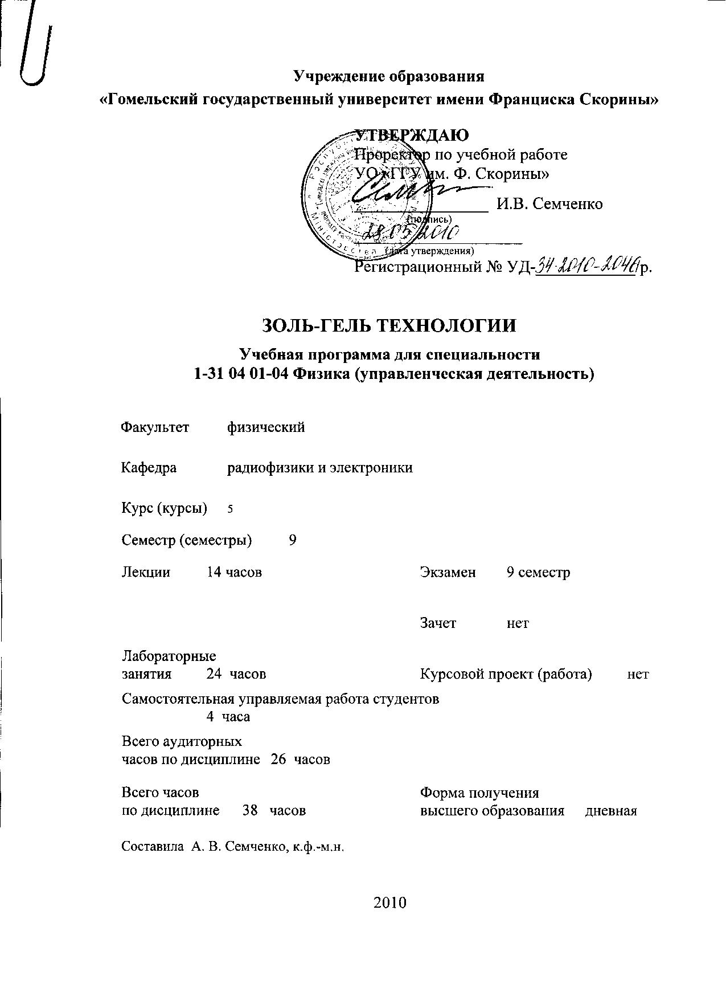 Учреждение образования
«Гомельский государственный университет имени Франциска Скорины»
УТВЕРЖДАЮ
Проректор по учебной работе
УО «ГГУ им. Ф. Скорины»
И.В. Семченко
(подпись)
28.05.2010
(дата утверждения)
Регистрационный № УД-34-2010-2046/р.
ЗОЛЬ-ГЕЛЬ ТЕХНОЛОГИИ
Учебная программа для специальности
1-31 04 01-04 Физика (управленческая деятельность)
Факультет физический
Кафедра радиофизики и электроники
Курс (курсы) 5
Семестр (семестры) 9
Лекции 14 часов Экзамен 9 семестр
Зачет нет
Лабораторные
занятия 24 часов Курсовой проект (работа) нет
Самостоятельная управляемая работа студентов
4 часа
Всего аудиторных
часов по дисциплине 26 часов
Всего часов Форма получения
по дисциплине 38 часов высшего образования дневная
Составила А. В. Семченко, к.ф.-м.н.
2010